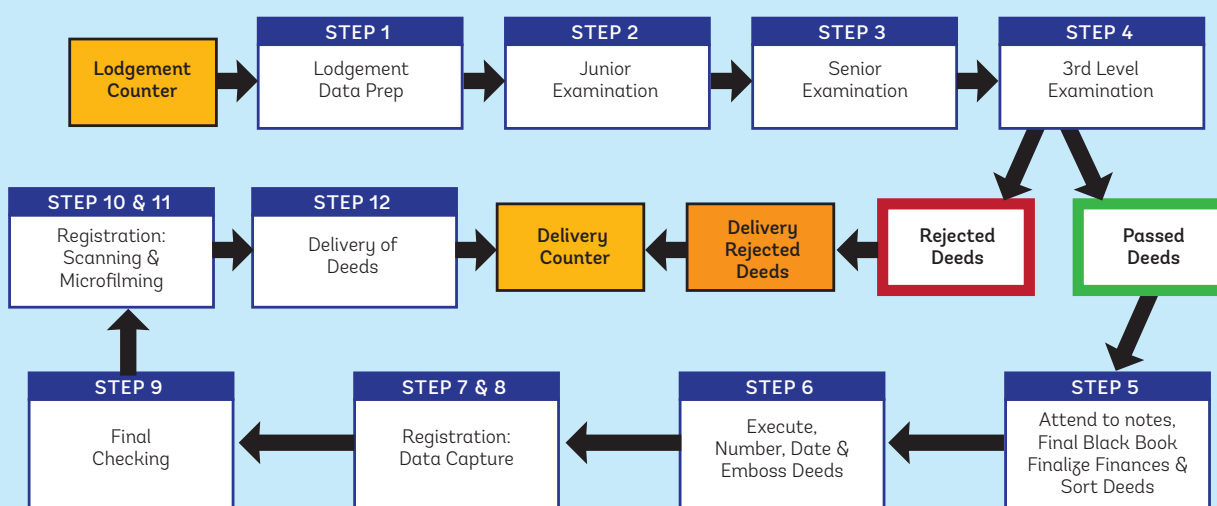 Lodgement
Counter
STEP 1
Lodgement
Data Prep
STEP 2
Junior
Examination
STEP 3
Senior
Examination
STEP 4
3rd Level
Examination
STEP 10 & 11
Registration:
Scanning &
Microfilming
STEP 12
Delivery of
Deeds
Delivery
Counter
Delivery
Rejected
Deeds
Rejected
Deeds
Passed
Deeds
STEP 9
Final
Checking
STEP 7 & 8
Registration:
Data Capture
STEP 6
Execute,
Number, Date &
Emboss Deeds
STEP 5
Attend to notes,
Final Black Book
Finalize Finances &
Sort Deeds